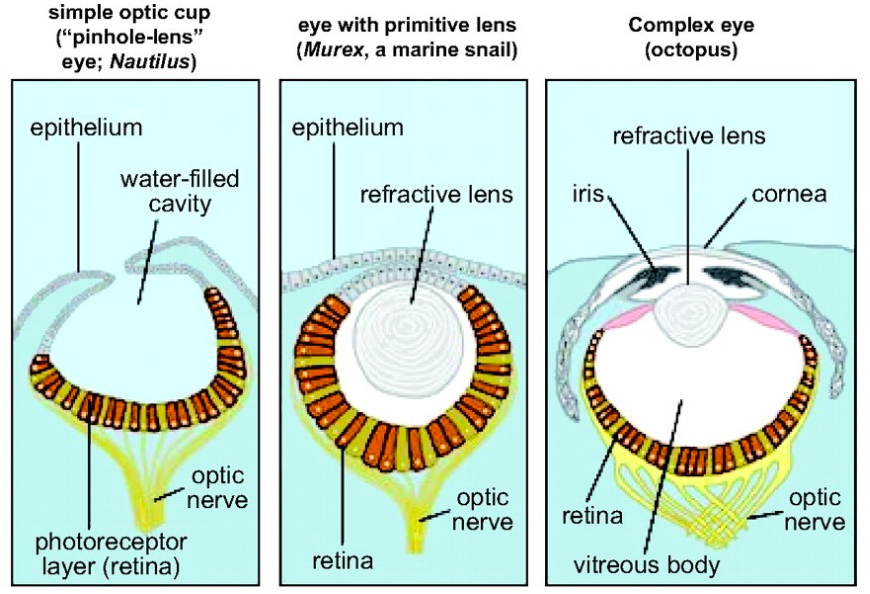 simple optic cup
(“pinhole-lens”
eye; Nautilus)
epithelium
water-filled
cavity
optic
nerve
photoreceptor
layer (retina)
eye with primitive lens
(Murex, a marine snail)
epithelium
refractive lens
optic
nerve
retina
Complex eye
(octopus)
refractive lens
iris
cornea
retina
optic
nerve
vitreous body